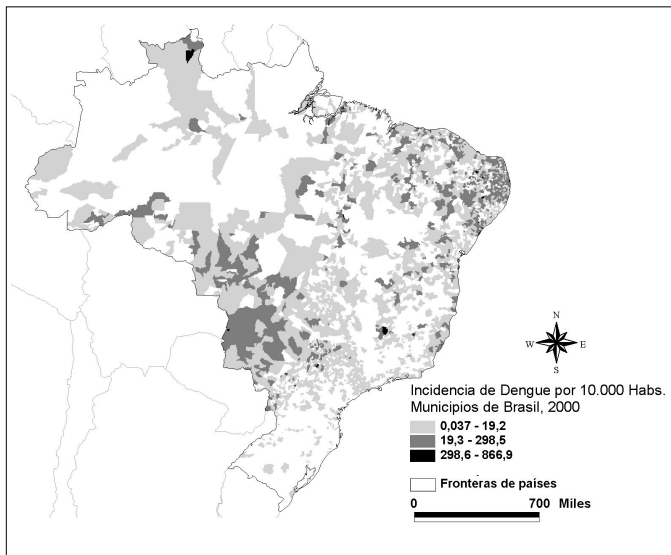 N
W E
S
Incidencia de Dengue por 10.000 Habs.
Municipios de Brasil, 2000
0,037 - 19,2
19,3 - 298,5
298,6 - 866,9
Fronteras de países
0 700 Miles